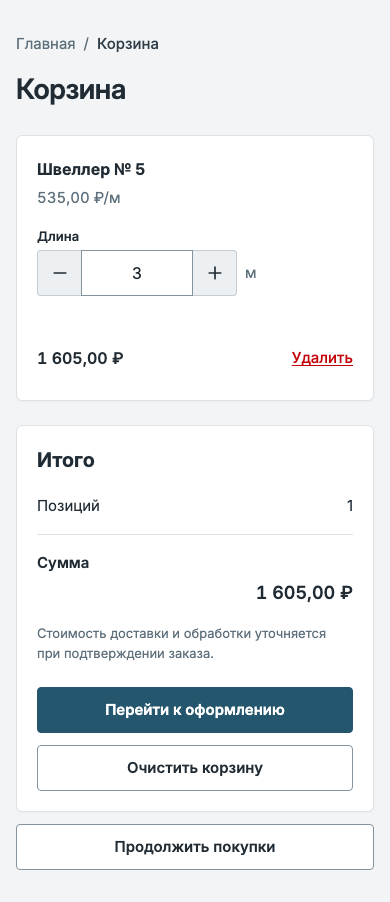 Главная / Корзина
Корзина
Швеллер № 5
535,00 ₽/м
Длина
− 3 + м
1 605,00 ₽ Удалить
Итого
Позиций 1
Сумма
1 605,00 ₽
Стоимость доставки и обработки уточняется
при подтверждении заказа.
Перейти к оформлению
Очистить корзину
Продолжить покупки